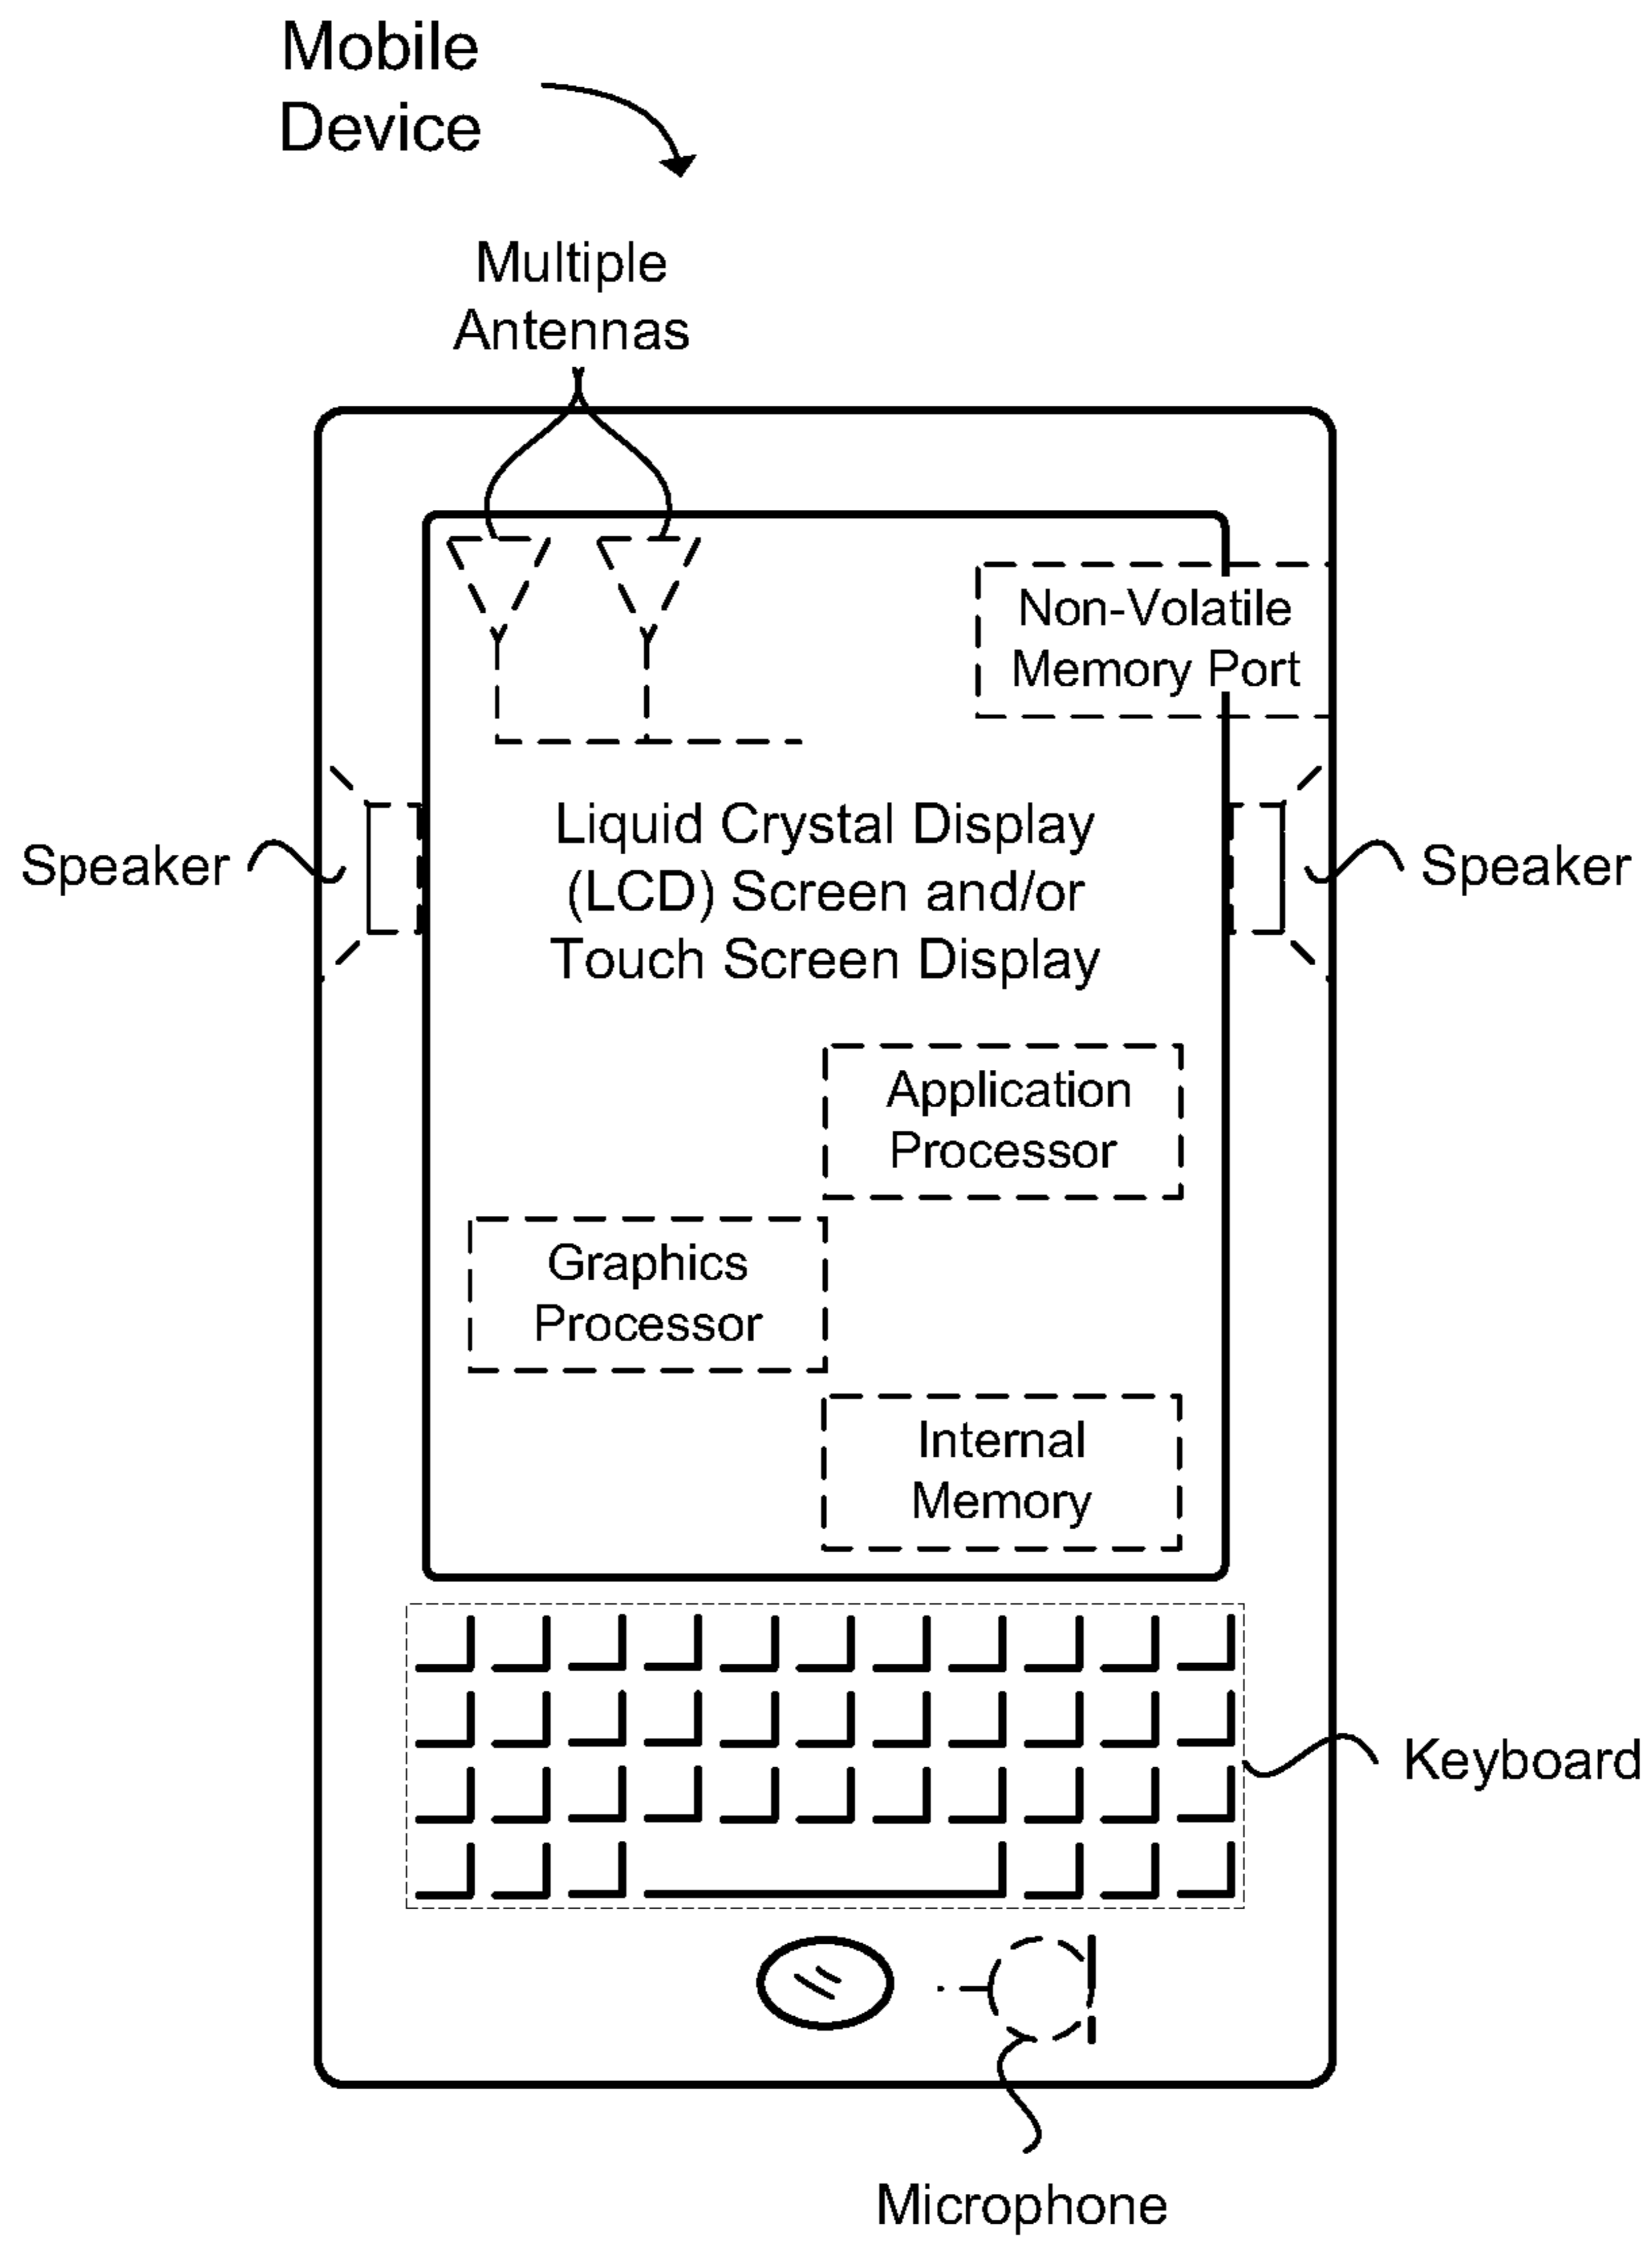 Mobile
Device
Multiple
Antennas
Non-Volatile
Memory Port
Speaker
Liquid Crystal Display
(LCD) Screen and/or
Touch Screen Display
Speaker
Application
Processor
Graphics
Processor
Internal
Memory
Keyboard
Microphone